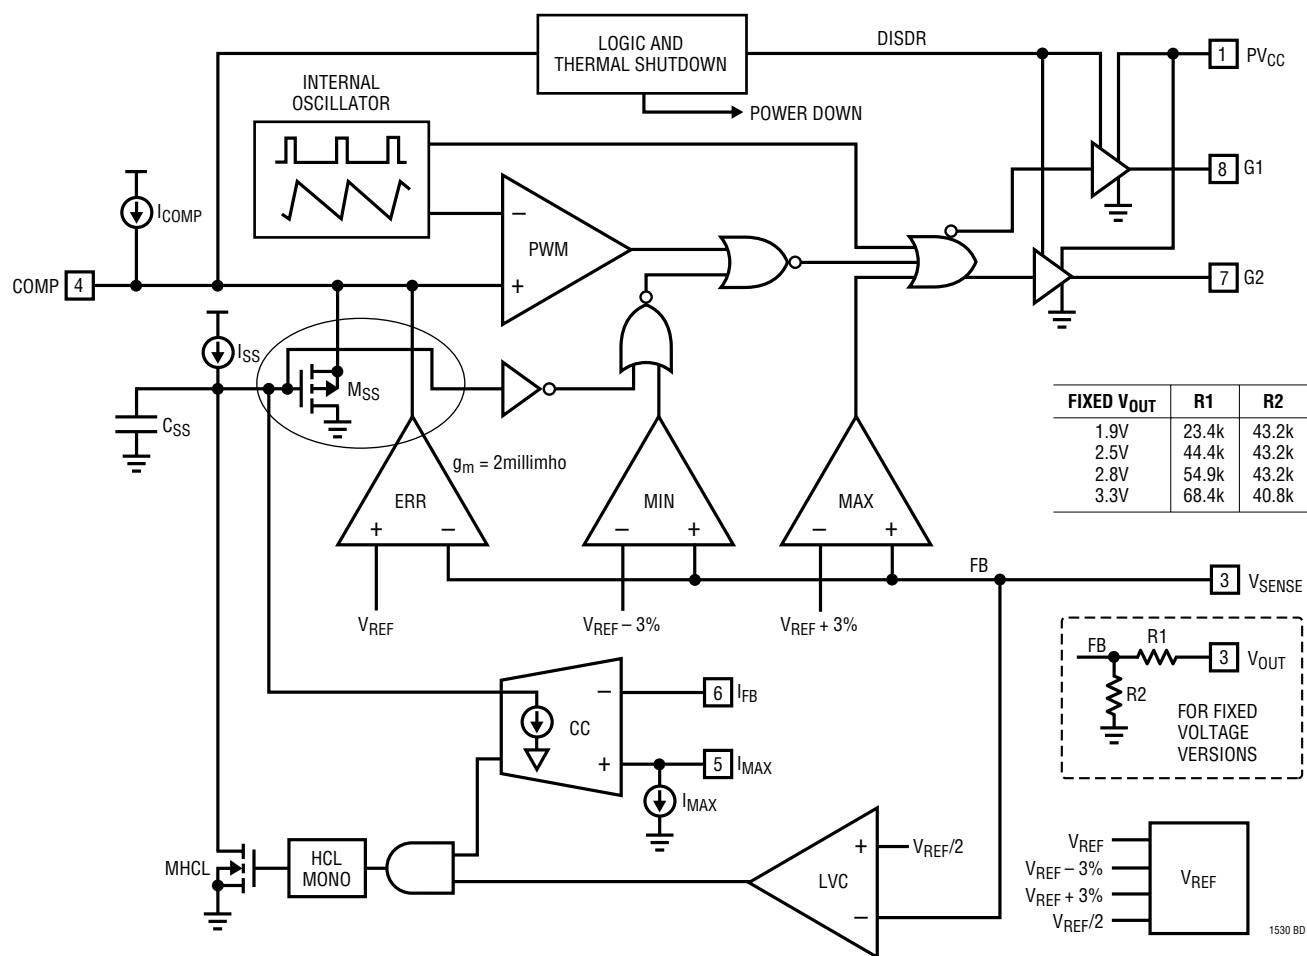 LOGIC AND
THERMAL SHUTDOWN
DISDR
1 PVCC
INTERNAL
OSCILLATOR
POWER DOWN
8 G1
ICOMP
−
PWM
COMP 4
+
7 G2
ISS
MSS
CSS
FIXED VOUT R1 R2
1.9V 23.4k 43.2k
2.5V 44.4k 43.2k
2.8V 54.9k 43.2k
3.3V 68.4k 40.8k
gm = 2millimho
ERR
MIN
MAX
+ −
− +
− +
FB
3 VSENSE
VREF
VREF – 3%
VREF + 3%
FB R1
3 VOUT
R2
FOR FIXED
VOLTAGE
VERSIONS
− 6 IFB
CC
+ 5 IMAX
IMAX
MHCL
HCL
MONO
+ VREF/2
LVC
−
VREF
VREF – 3%
VREF + 3%
VREF/2
VREF
1530 BD